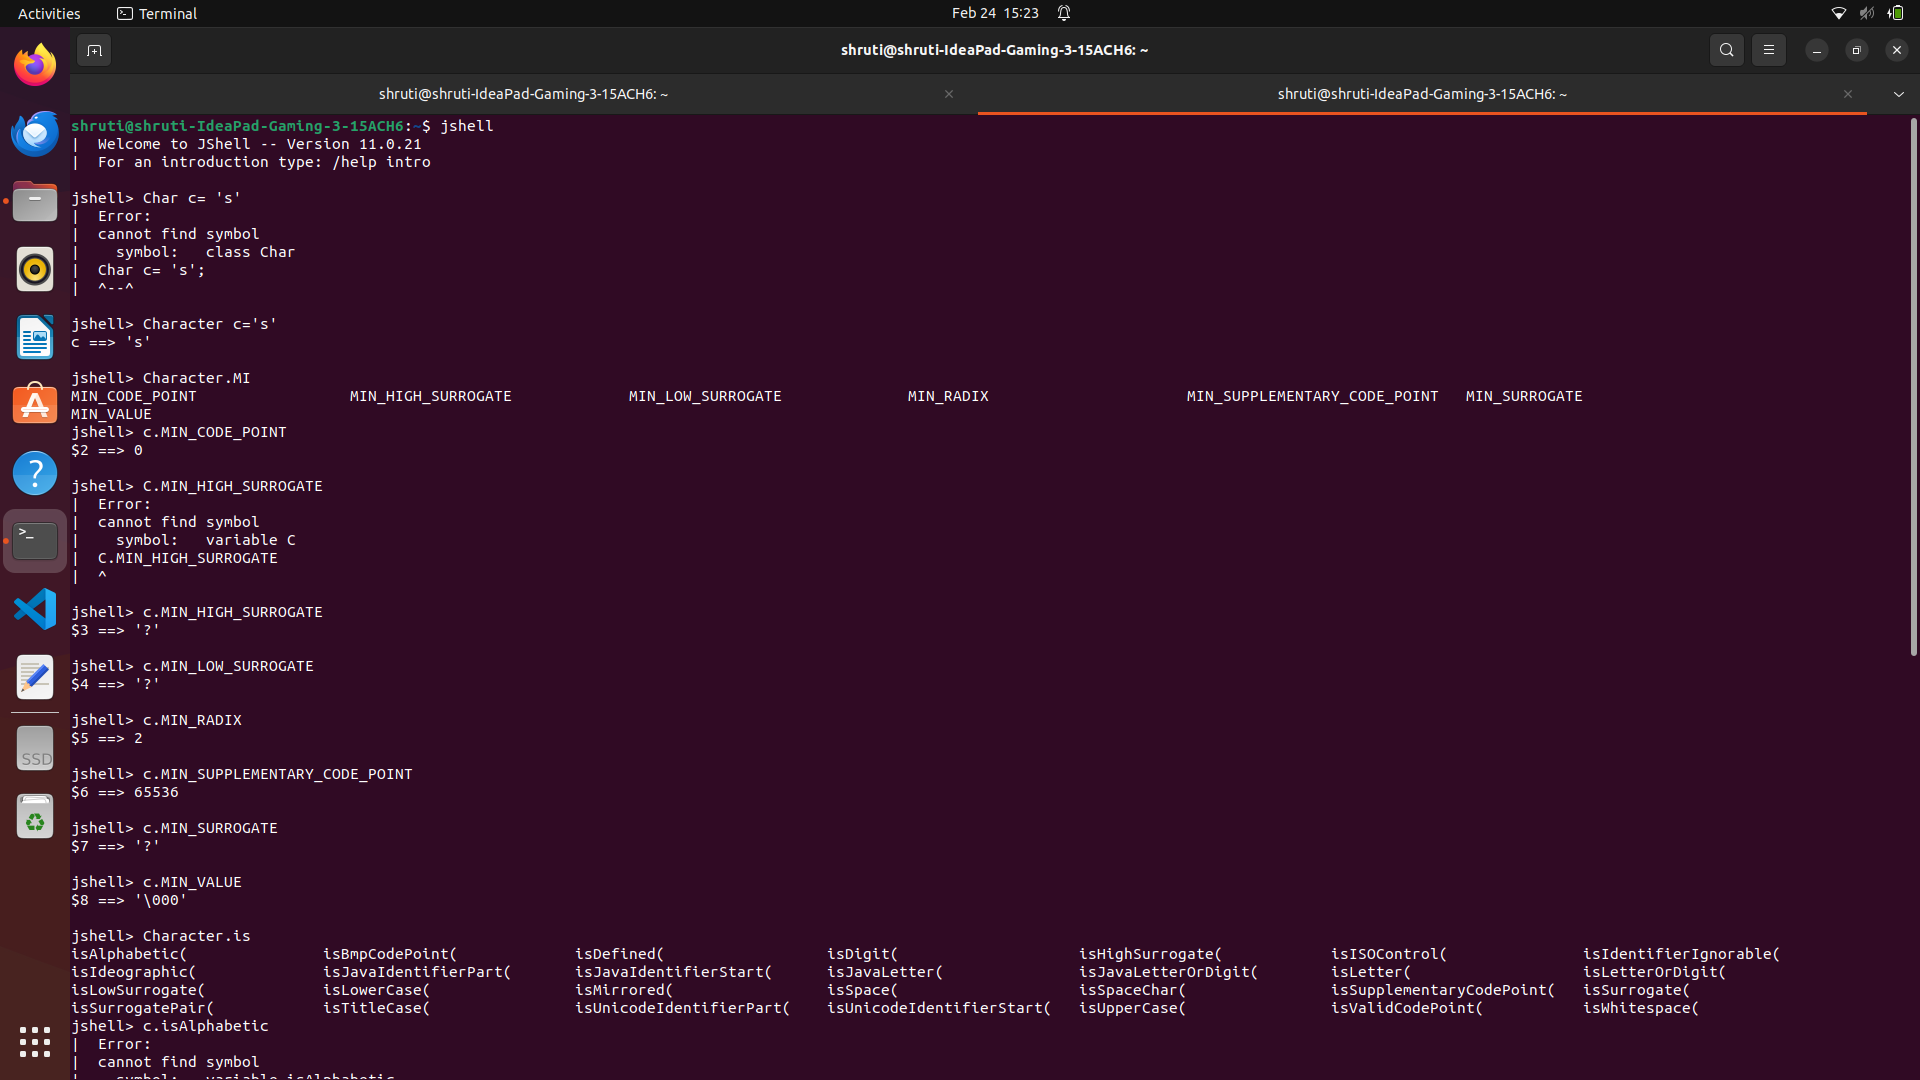 Activities Terminal Feb 24 15:23
shruti@shruti-IdeaPad-Gaming-3-15ACH6: ~
shruti@shruti-IdeaPad-Gaming-3-15ACH6: ~ shruti@shruti-IdeaPad-Gaming-3-15ACH6: ~
shruti@shruti-IdeaPad-Gaming-3-15ACH6:~$ jshell
| Welcome to JShell -- Version 11.0.21
| For an introduction type: /help intro
jshell> Char c= 's'
| Error:
| cannot find symbol
| symbol: class Char
| Char c= 's';
| ^--^
jshell> Character c='s'
c ==> 's'
jshell> Character.MI
MIN_CODE_POINT MIN_HIGH_SURROGATE MIN_LOW_SURROGATE MIN_RADIX MIN_SUPPLEMENTARY_CODE_POINT MIN_SURROGATE
MIN_VALUE
jshell> c.MIN_CODE_POINT
$2 ==> 0
jshell> C.MIN_HIGH_SURROGATE
| Error:
| cannot find symbol
| symbol: variable C
| C.MIN_HIGH_SURROGATE
| ^
jshell> c.MIN_HIGH_SURROGATE
$3 ==> '?'
jshell> c.MIN_LOW_SURROGATE
$4 ==> '?'
jshell> c.MIN_RADIX
$5 ==> 2
jshell> c.MIN_SUPPLEMENTARY_CODE_POINT
$6 ==> 65536
jshell> c.MIN_SURROGATE
$7 ==> '?'
jshell> c.MIN_VALUE
$8 ==> '\000'
jshell> Character.is
isAlphabetic( isBmpCodePoint( isDefined( isDigit( isHighSurrogate( isISOControl( isIdentifierIgnorable(
isIdeographic( isJavaIdentifierPart( isJavaIdentifierStart( isJavaLetter( isJavaLetterOrDigit( isLetter( isLetterOrDigit(
isLowSurrogate( isLowerCase( isMirrored( isSpace( isSpaceChar( isSupplementaryCodePoint( isSurrogate(
isSurrogatePair( isTitleCase( isUnicodeIdentifierPart( isUnicodeIdentifierStart( isUpperCase( isValidCodePoint( isWhitespace(
jshell> c.isAlphabetic
| Error:
| cannot find symbol
| symbol: variable isAlphabetic
SSD